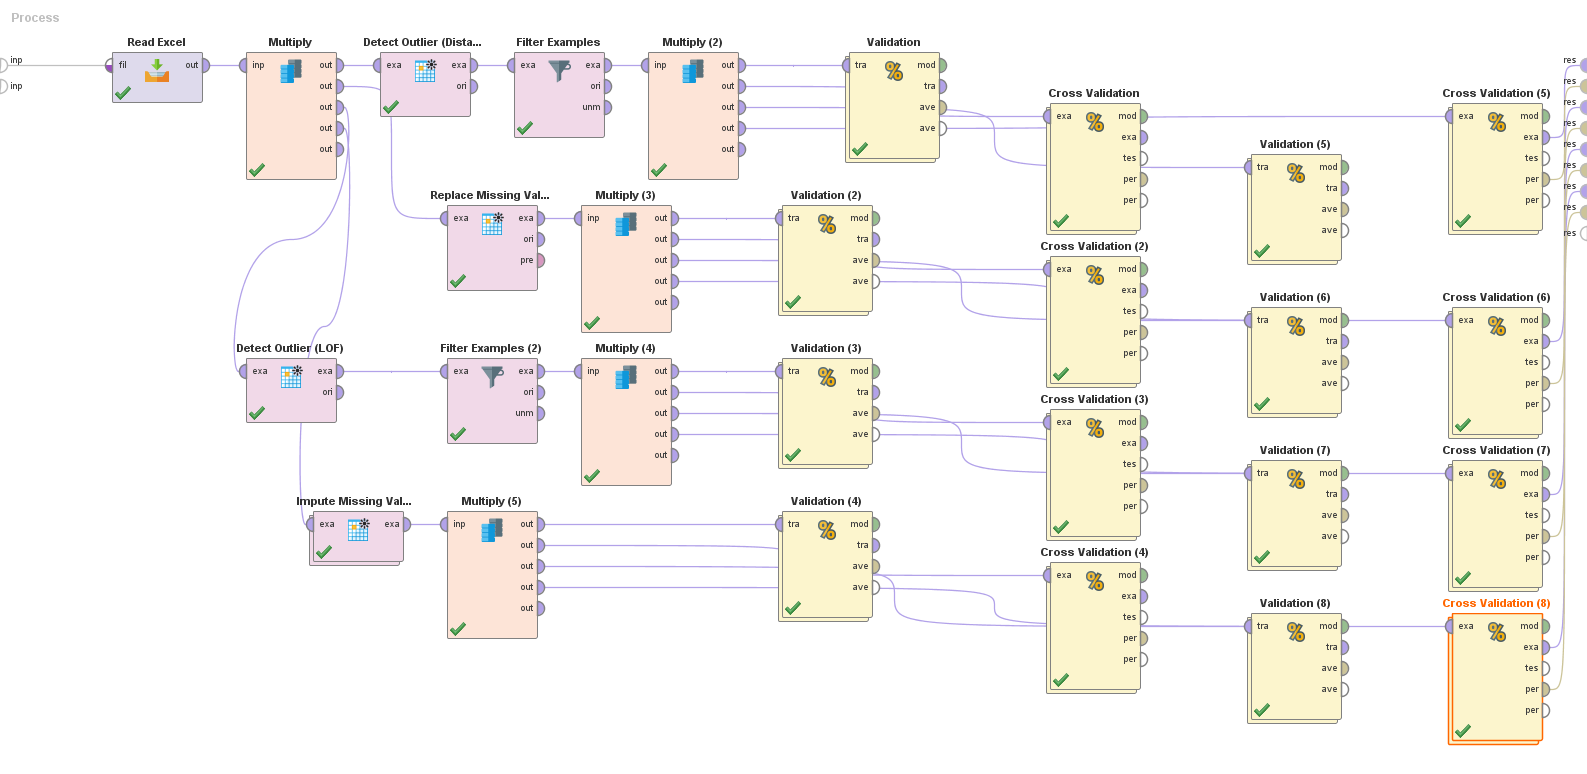 Process
inp
inp
Read Excel
fil out
Multiply
inp out
out
out
out
out
Detect Outlier (Dista...
exa exa
ori
Filter Examples
exa exa
ori
unm
Multiply (2)
inp out
out
out
out
out
Validation
tra mod
tra
ave
ave
Cross Validation
exa mod
exa
tes
per
per
Validation (5)
tra mod
tra
ave
ave
Cross Validation (5)
exa mod
exa
tes
per
per
res
res
res
res
res
res
res
res
res
Replace Missing Val...
exa exa
ori
pre
Multiply (3)
inp out
out
out
out
out
Validation (2)
tra mod
tra
ave
ave
Cross Validation (2)
exa mod
exa
tes
per
per
Validation (6)
tra mod
tra
ave
ave
Cross Validation (6)
exa mod
exa
tes
per
per
Detect Outlier (LOF)
exa exa
ori
Filter Examples (2)
exa exa
ori
unm
Multiply (4)
inp out
out
out
out
out
Validation (3)
tra mod
tra
ave
ave
Cross Validation (3)
exa mod
exa
tes
per
per
Validation (7)
tra mod
tra
ave
ave
Cross Validation (7)
exa mod
exa
tes
per
per
Impute Missing Val...
exa exa
Multiply (5)
inp out
out
out
out
out
Validation (4)
tra mod
tra
ave
ave
Cross Validation (4)
exa mod
exa
tes
per
per
Validation (8)
tra mod
tra
ave
ave
Cross Validation (8)
exa mod
exa
tes
per
per